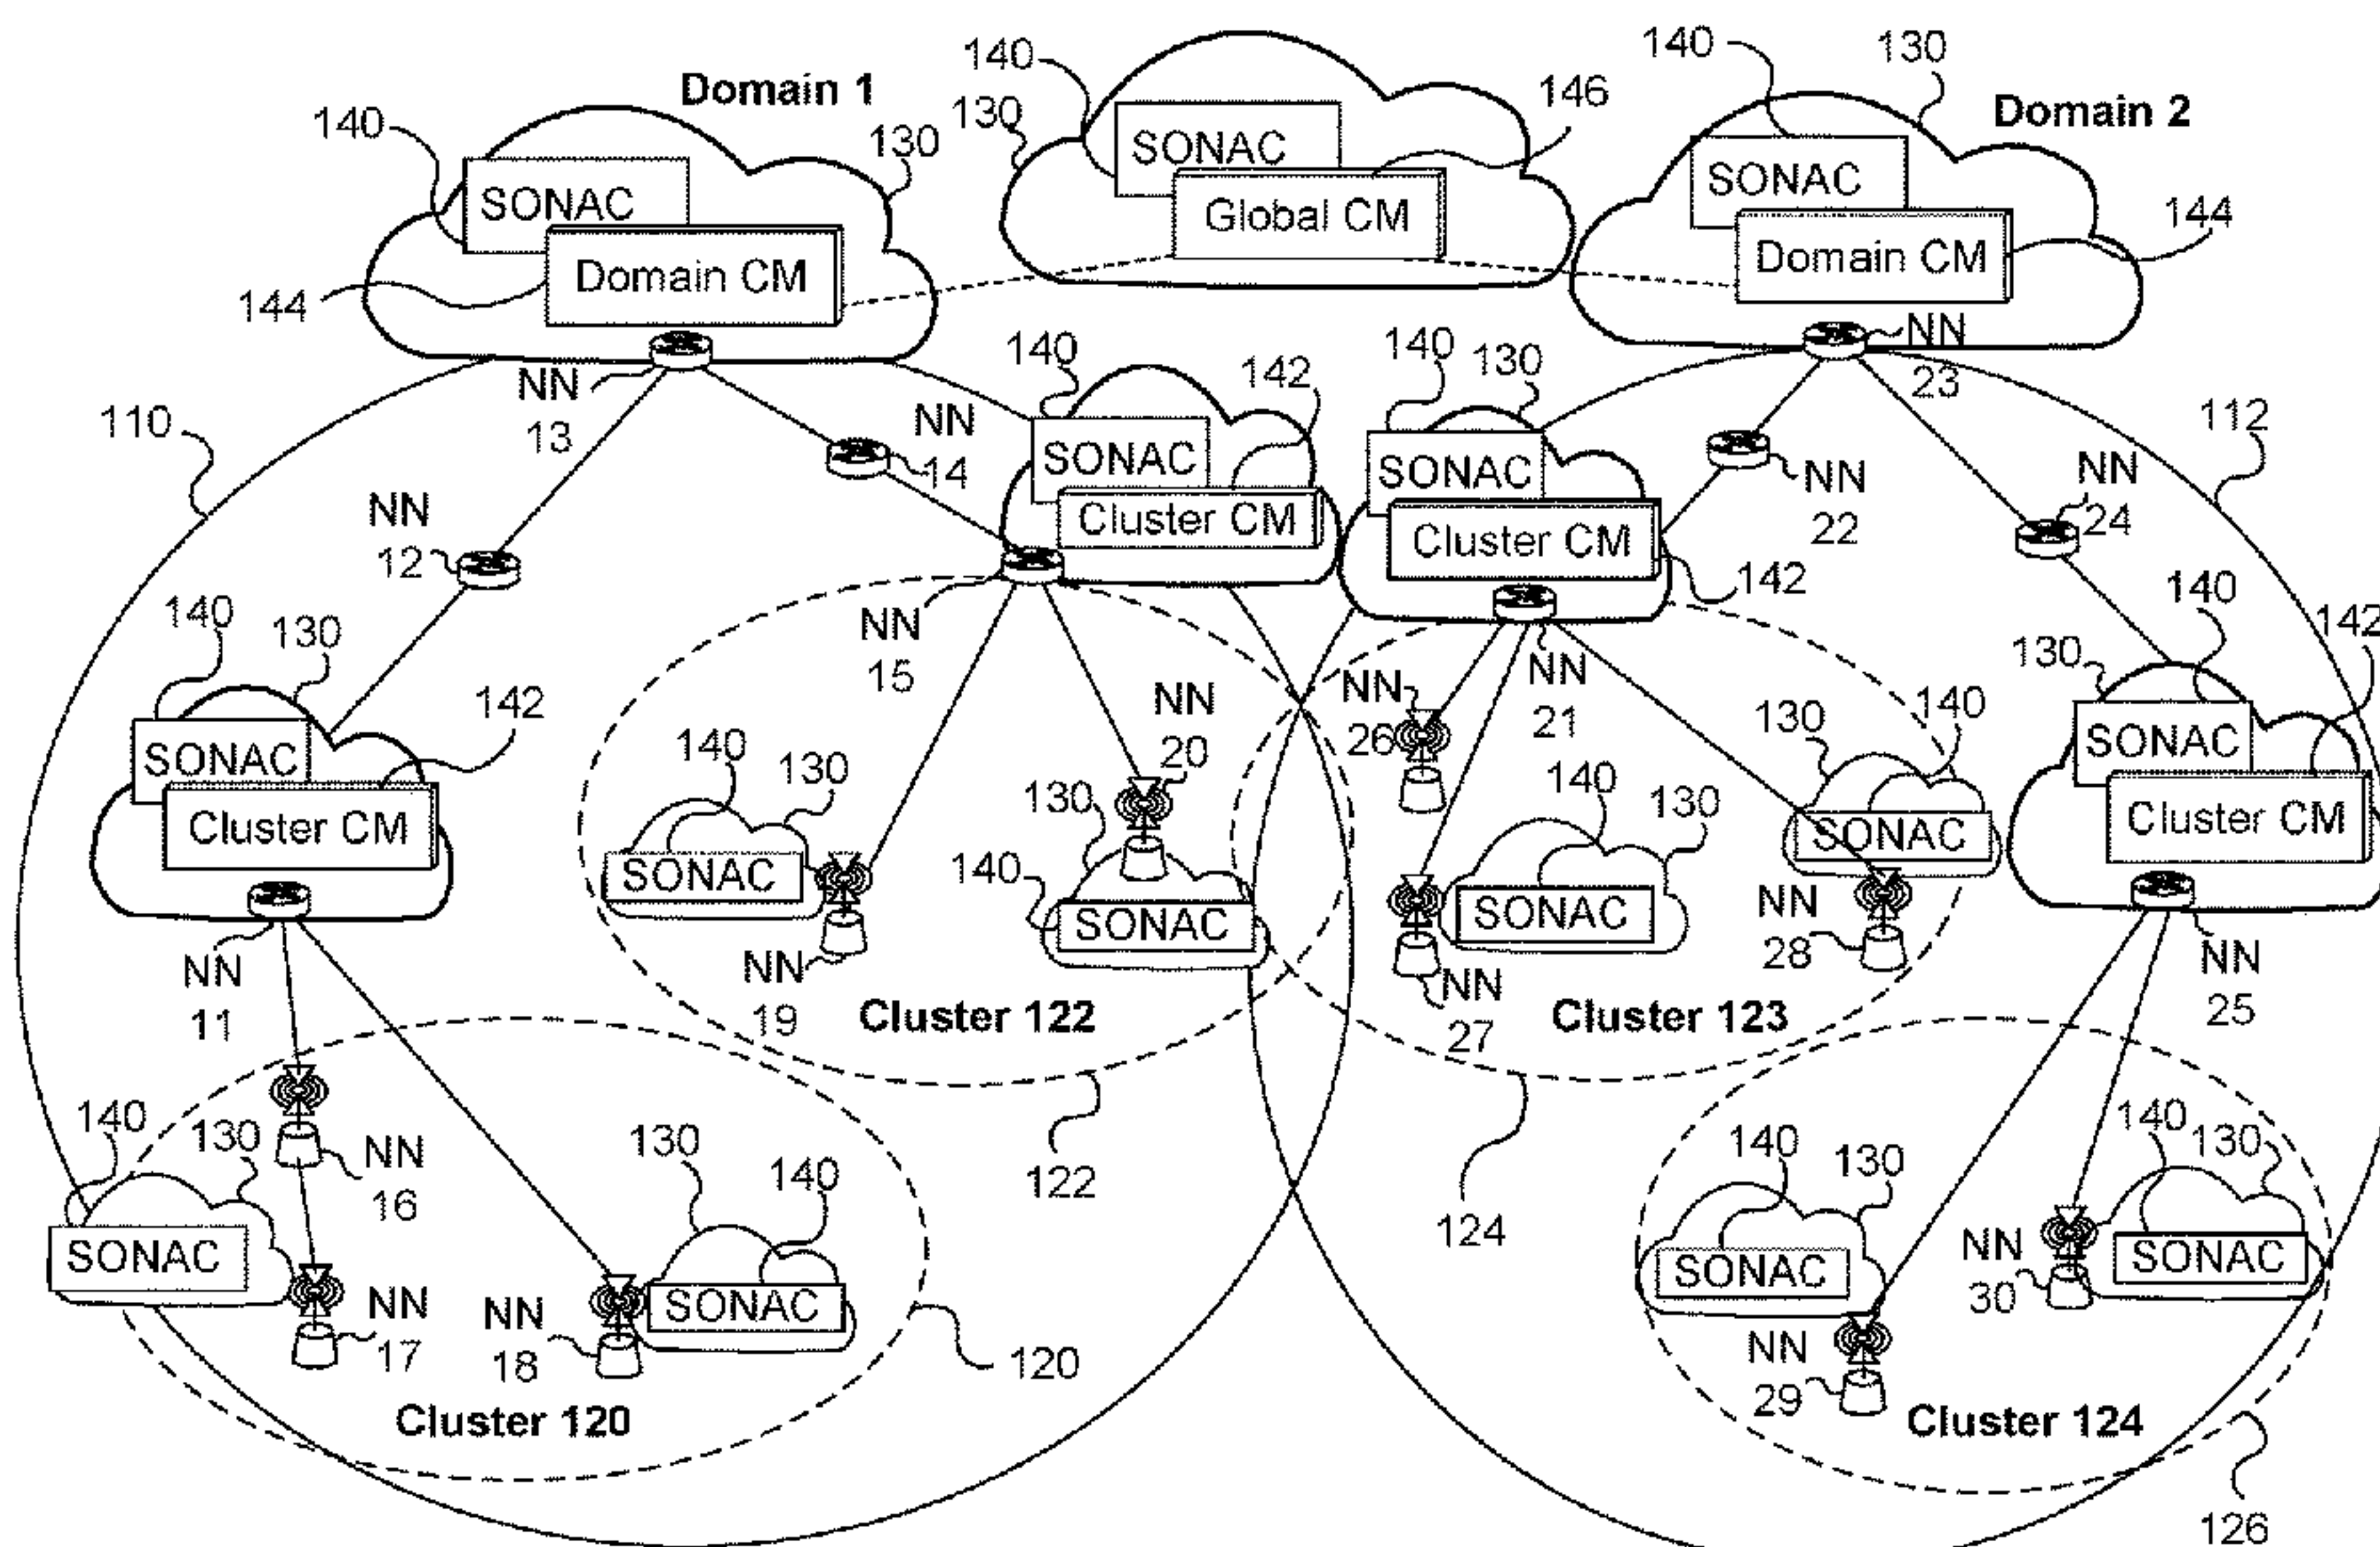 140
140
130
Domain 1
146
Domain 2
140
130
130
SONAC
SONAC
SONAC
144
Global CM
Domain CM
Domain CM
144
NN
23
140
140
130
NN
13
142
110
NN
14
112
SONAC
SONAC
NN
22
NN
24
NN
12
Cluster CM
Cluster CM
142
140
140
130
142
NN
15
130
NN
21
NN
26
NN
20
142
SONAC
130
140
140
130
SONAC
140
130
140
130
Cluster CM
130
Cluster CM
SONAC
SONAC
140
SONAC
SONAC
NN
28
NN
11
NN
19
NN
27
NN
25
Cluster 122
Cluster 123
140
130
NN
16
130
140
122
124
140
130
140
130
SONAC
SONAC
SONAC
SONAC
NN
30
NN
17
NN
18
120
NN
29
Cluster 120
Cluster 124
126